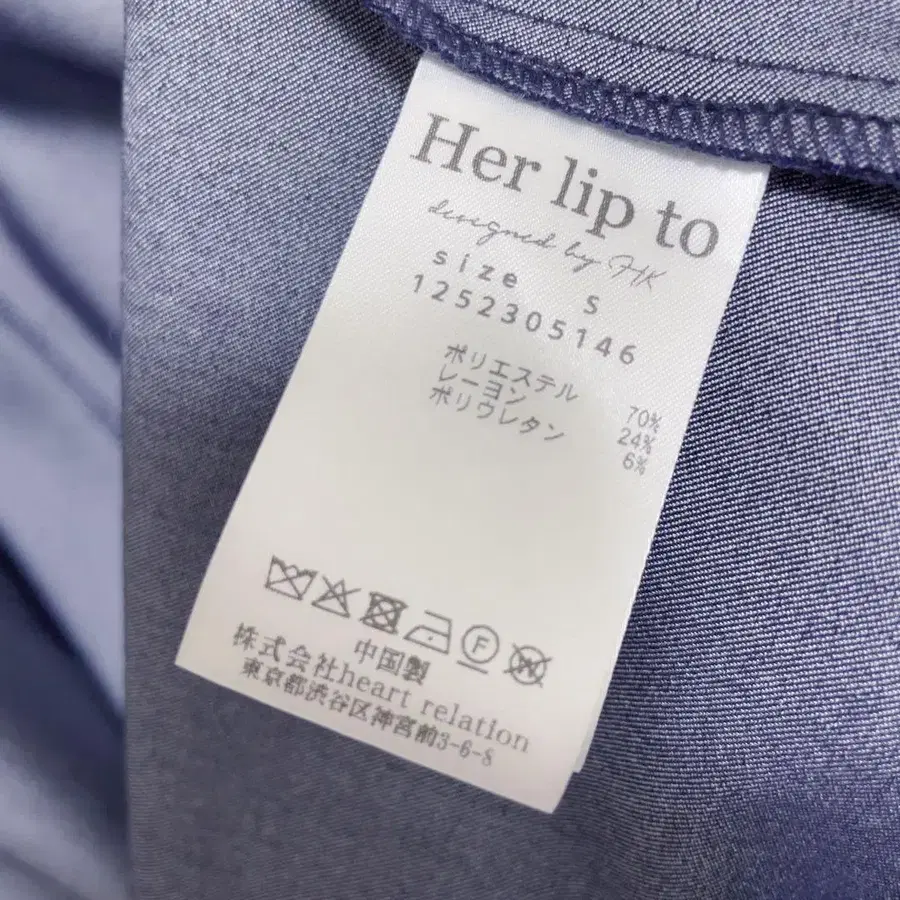 Her lip to
designed by HK
size S
1252305146
ポリエステル 70%
レーヨン 24%
ポリウレタン 6%
F
W
中国製
株式会社heart relation
東京都渋谷区神宮前3-6-8